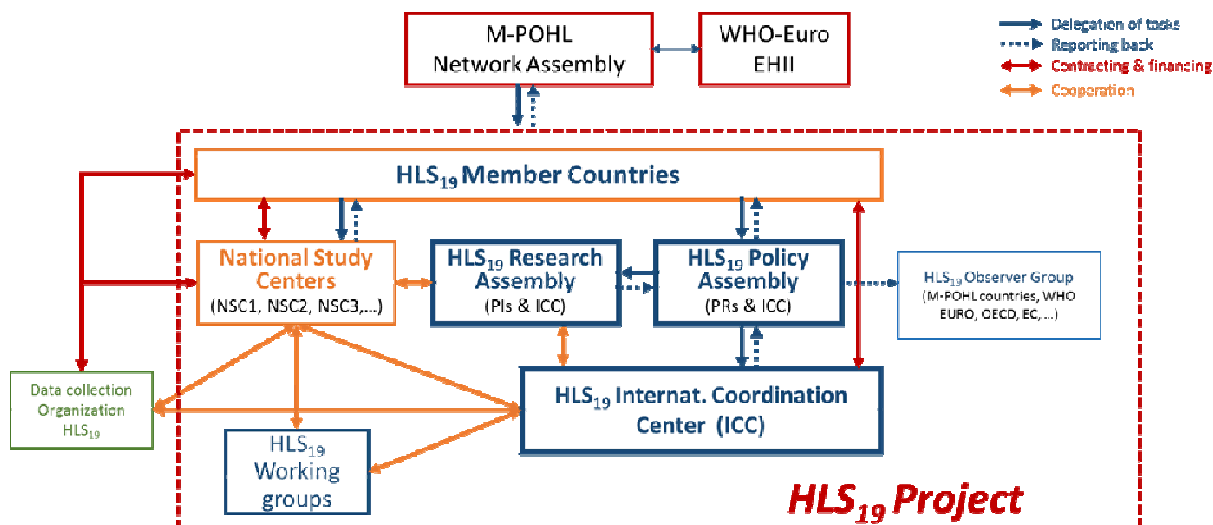 M-POHL
Network Assembly
WHO-Euro
EHII
Delegation of tasks
Reporting back
Contracting & financing
Cooperation
HLS19 Member Countries
National Study
Centers
(NSC1, NSC2, NSC3,...)
HLS19 Research
Assembly
(PIs & ICC)
HLS19 Policy
Assembly
(PRs & ICC)
HLS19 Observer Group
(M-POHL countries, WHO
EURO, OECD, EC,...)
Data collection
Organization
HLS19
HLS19
Working
groups
HLS19 Internat. Coordination
Center (ICC)
HLS19 Project